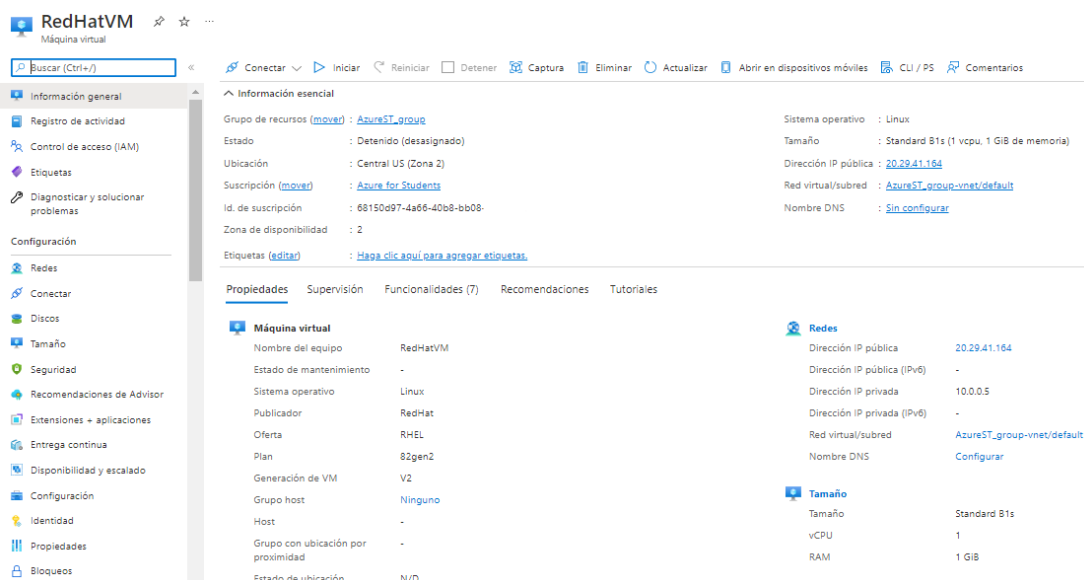 RedHatVM
Máquina virtual
Buscar (Ctrl+/)
«
Conectar
Iniciar
Reiniciar
Detener
Captura
Eliminar
Actualizar
Abrir en dispositivos móviles
CLI / PS
Comentarios
Información general
Registro de actividad
Control de acceso (IAM)
Etiquetas
Diagnosticar y solucionar
problemas
Configuración
Redes
Conectar
Discos
Tamaño
Seguridad
Recomendaciones de Advisor
Extensiones + aplicaciones
Entrega continua
Disponibilidad y escalado
Configuración
Identidad
Propiedades
Bloqueos
Información esencial
Grupo de recursos (mover) : AzureST_group
Estado : Detenido (desasignado)
Ubicación : Central US (Zona 2)
Suscripción (mover) : Azure for Students
Id. de suscripción : 68150d97-4a66-40b8-bb08-
Zona de disponibilidad : 2
Etiquetas (editar) : Haga clic aquí para agregar etiquetas.
Sistema operativo : Linux
Tamaño : Standard B1s (1 vcpu, 1 GiB de memoria)
Dirección IP pública : 20.29.41.164
Red virtual/subred : AzureST_group-vnet/default
Nombre DNS : Sin configurar
Propiedades
Supervisión
Funcionalidades (7)
Recomendaciones
Tutoriales
Máquina virtual
Nombre del equipo RedHatVM
Estado de mantenimiento -
Sistema operativo Linux
Publicador RedHat
Oferta RHEL
Plan 82gen2
Generación de VM V2
Grupo host Ninguno
Host -
Grupo con ubicación por -
proximidad
Estado de ubicación N/D
Redes
Dirección IP pública 20.29.41.164
Dirección IP pública (IPv6) -
Dirección IP privada 10.0.0.5
Dirección IP privada (IPv6) -
Red virtual/subred AzureST_group-vnet/default
Nombre DNS Configurar
Tamaño
Tamaño Standard B1s
vCPU 1
RAM 1 GiB